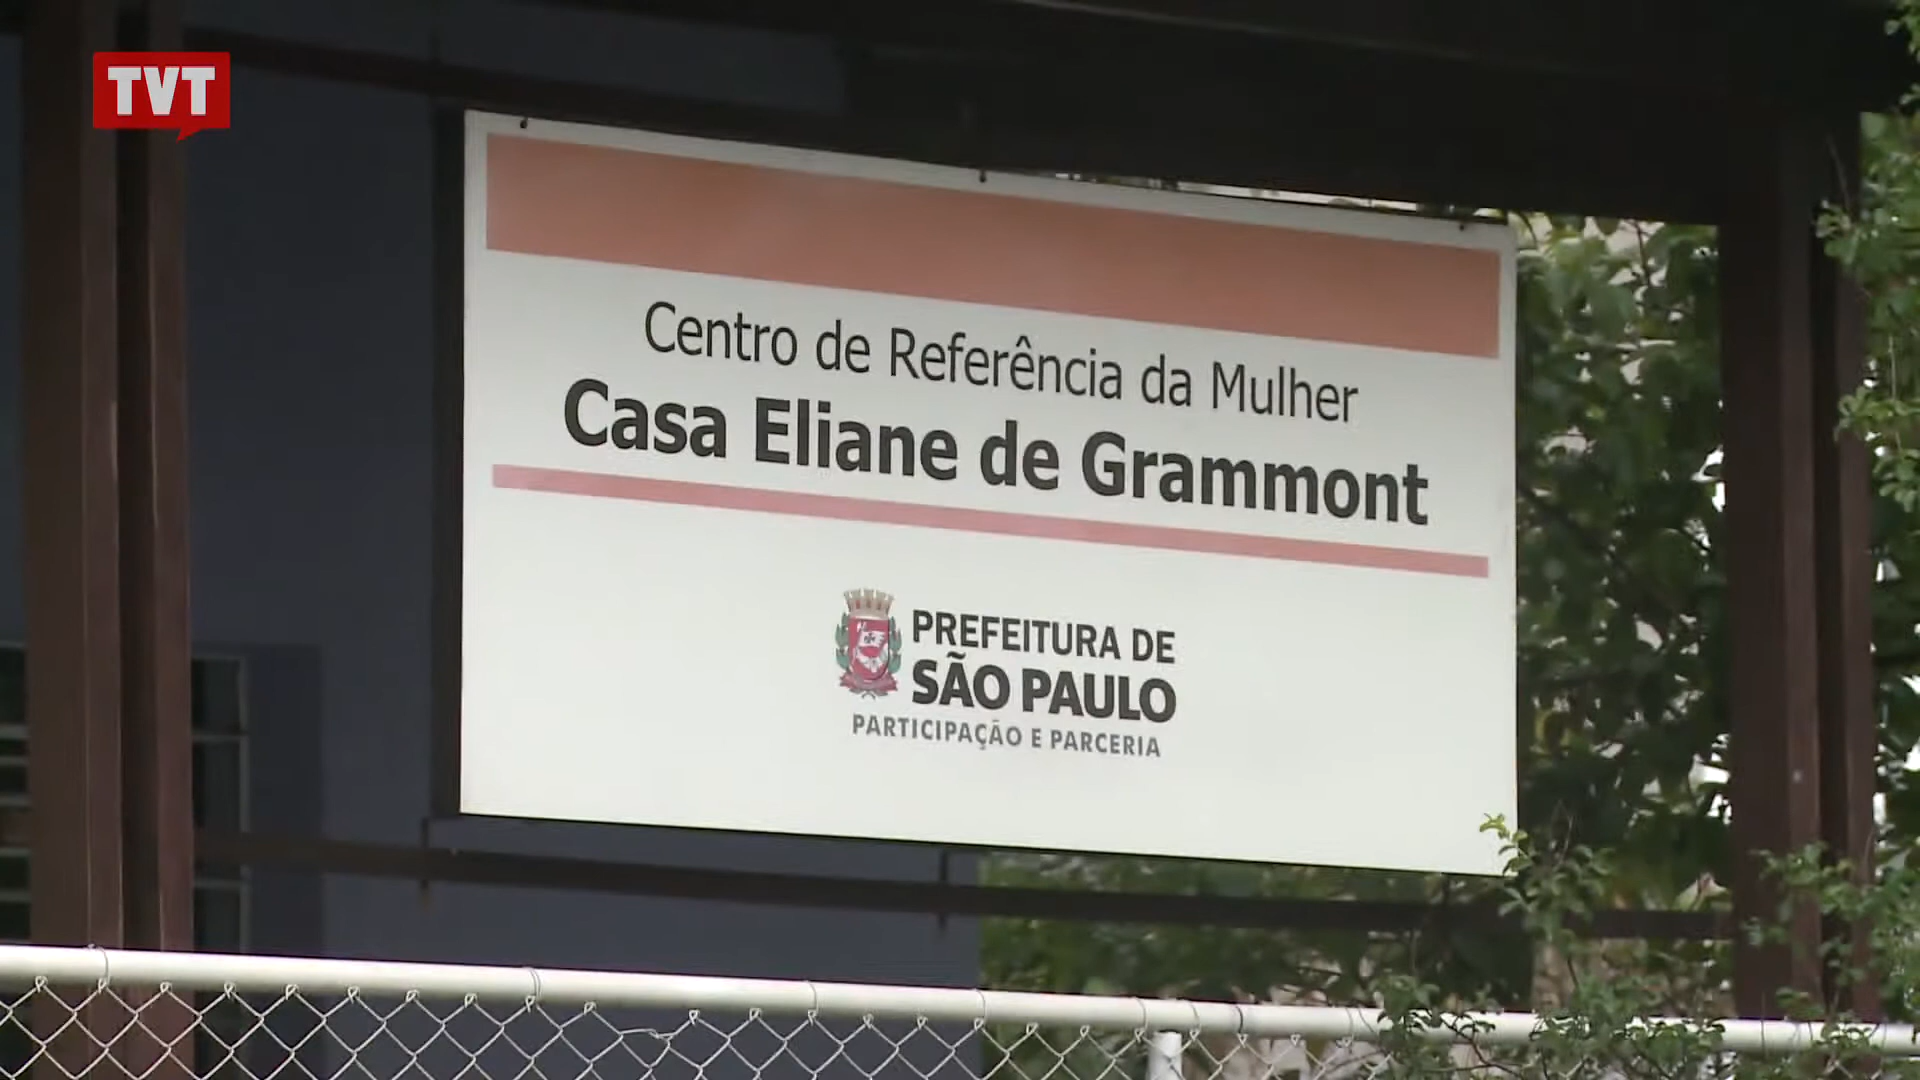 TVT
Centro de Referência da Mulher
Casa Eliane de Grammont
PREFEITURA DE
SÃO PAULO
PARTICIPAÇÃO E PARCERIA